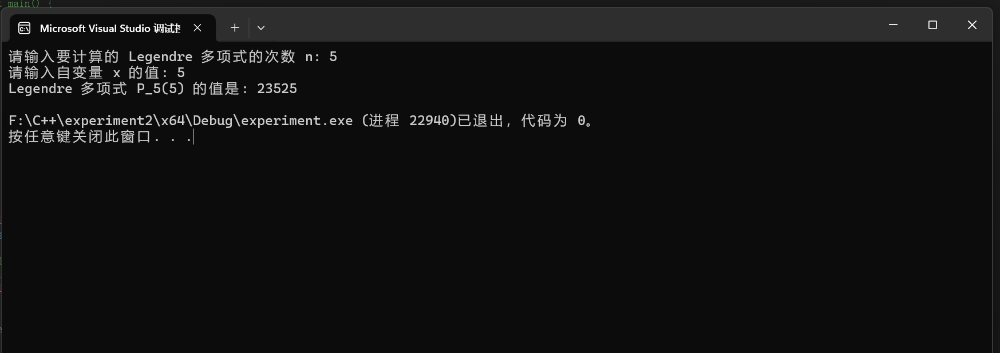 main() {
Microsoft Visual Studio 调试
请输入要计算的 Legendre 多项式的次数 n: 5
请输入自变量 x 的值: 5
Legendre 多项式 P_5(5) 的值是: 23525
F:\C++\experiment2\x64\Debug\experiment.exe (进程 22940)已退出，代码为 0。
按任意键关闭此窗口. . .